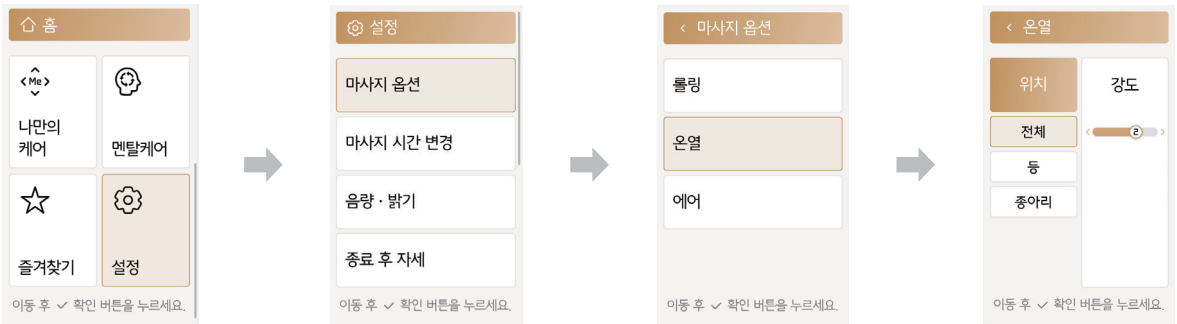 홈
Me
나만의
케어
멘탈케어
즐겨찾기
설정
이동 후 ✓ 확인 버튼을 누르세요.
설정
마사지 옵션
마사지 시간 변경
음량 · 밝기
종료 후 자세
이동 후 ✓ 확인 버튼을 누르세요.
< 마사지 옵션
롤링
온열
에어
이동 후 ✓ 확인 버튼을 누르세요.
< 온열
위치
강도
전체
2
등
종아리
이동 후 ✓ 확인 버튼을 누르세요.